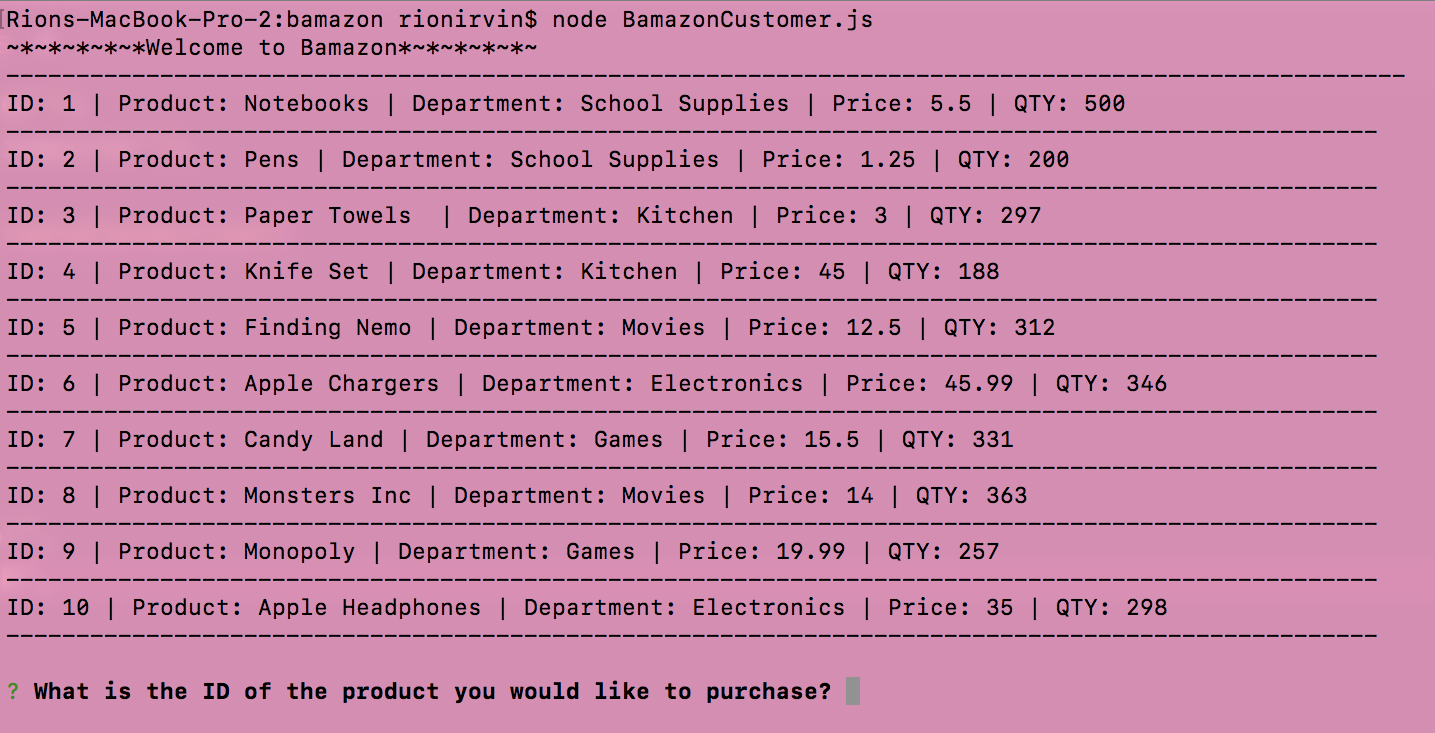 [Rions-MacBook-Pro-2:bamazon rionirvin$ node BamazonCustomer.js
~*~*~*~*~*Welcome to Bamazon*~*~*~*~*~
----------------------------------------------------------------------------------------------------
ID: 1 | Product: Notebooks | Department: School Supplies | Price: 5.5 | QTY: 500
--------------------------------------------------------------------------------------------------
ID: 2 | Product: Pens | Department: School Supplies | Price: 1.25 | QTY: 200
--------------------------------------------------------------------------------------------------
ID: 3 | Product: Paper Towels  | Department: Kitchen | Price: 3 | QTY: 297
--------------------------------------------------------------------------------------------------
ID: 4 | Product: Knife Set | Department: Kitchen | Price: 45 | QTY: 188
--------------------------------------------------------------------------------------------------
ID: 5 | Product: Finding Nemo | Department: Movies | Price: 12.5 | QTY: 312
--------------------------------------------------------------------------------------------------
ID: 6 | Product: Apple Chargers | Department: Electronics | Price: 45.99 | QTY: 346
--------------------------------------------------------------------------------------------------
ID: 7 | Product: Candy Land | Department: Games | Price: 15.5 | QTY: 331
--------------------------------------------------------------------------------------------------
ID: 8 | Product: Monsters Inc | Department: Movies | Price: 14 | QTY: 363
--------------------------------------------------------------------------------------------------
ID: 9 | Product: Monopoly | Department: Games | Price: 19.99 | QTY: 257
--------------------------------------------------------------------------------------------------
ID: 10 | Product: Apple Headphones | Department: Electronics | Price: 35 | QTY: 298
--------------------------------------------------------------------------------------------------
? What is the ID of the product you would like to purchase?